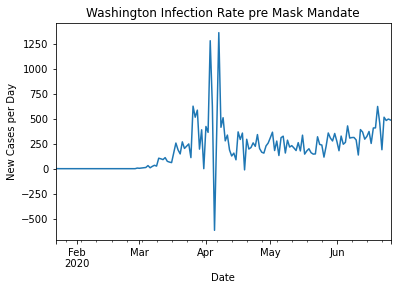 Washington Infection Rate pre Mask Mandate
1250
1000
750
500
250
0
−250
−500
New Cases per Day
Feb
2020
Mar
Apr
May
Jun
Date